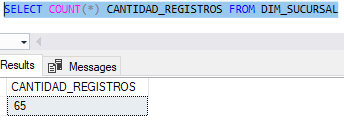 SELECT COUNT(*) CANTIDAD_REGISTROS FROM DIM_SUCURSAL
Results Messages
CANTIDAD_REGISTROS
65